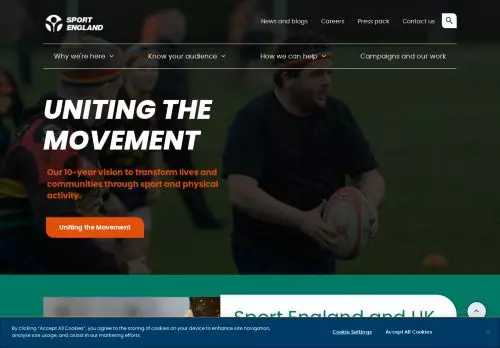 SPORT
ENGLAND
News and blogs Careers Press pack Contact us
Why we're here Know your audience How we can help Campaigns and our work
UNITING THE
MOVEMENT
Our 10-year vision to transform lives and
communities through sport and physical
activity.
Uniting the Movement
Sport England and UK
By clicking "Accept All Cookies", you agree to the storing of cookies on your device to enhance site navigation,
analyse site usage, and assist in our marketing efforts.
Cookie Settings Accept All Cookies